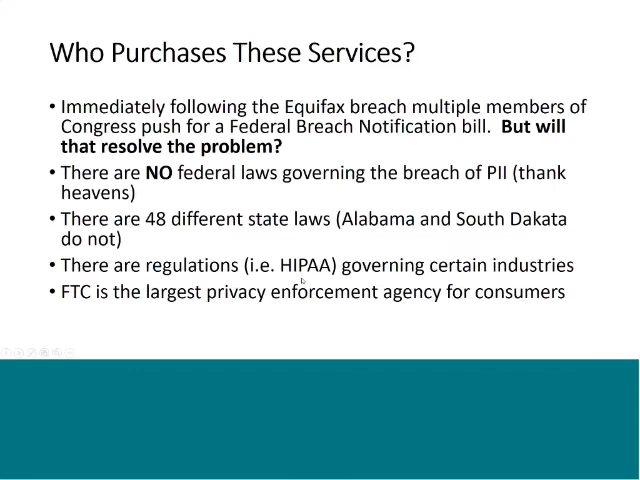 Who Purchases These Services?
• Immediately following the Equifax breach multiple members of
Congress push for a Federal Breach Notification bill.  But will
that resolve the problem?
• There are NO federal laws governing the breach of PII (thank
heavens)
• There are 48 different state laws (Alabama and South Dakata
do not)
• There are regulations (i.e. HIPAA) governing certain industries
• FTC is the largest privacy enforcement agency for consumers